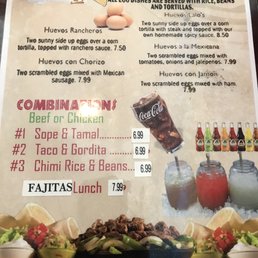 ALL EGG DISHES ARE SERVED WITH RICE, BEANS
AND TORTILLAS.
Huevos Rancheros
Two sunny side up eggs over a corn
tortilla, topped with ranchero sauce. 7.50
Huevos con Chorizo
Two scrambled eggs mixed with Mexican
sausage. 7.99
Two sunny side up eggs over a corn
tortilla with steak and topped with our
own homemade spicy sauce. 8.50
Huevos a la Mexicana
Two scrambled eggs mixed with
tomatoes, onions and jalepenos. 7.99
Huevos con Jamon
Two scrambled eggs mixed with ham.
7.99
COMBINATIONS
Beef or Chicken
#1 Sope & Tamal 6.99
#2 Taco & Gordita 6.99
#3 Chimi Rice & Beans 6.99
FAJITAS Lunch 7.99
Coca-Cola